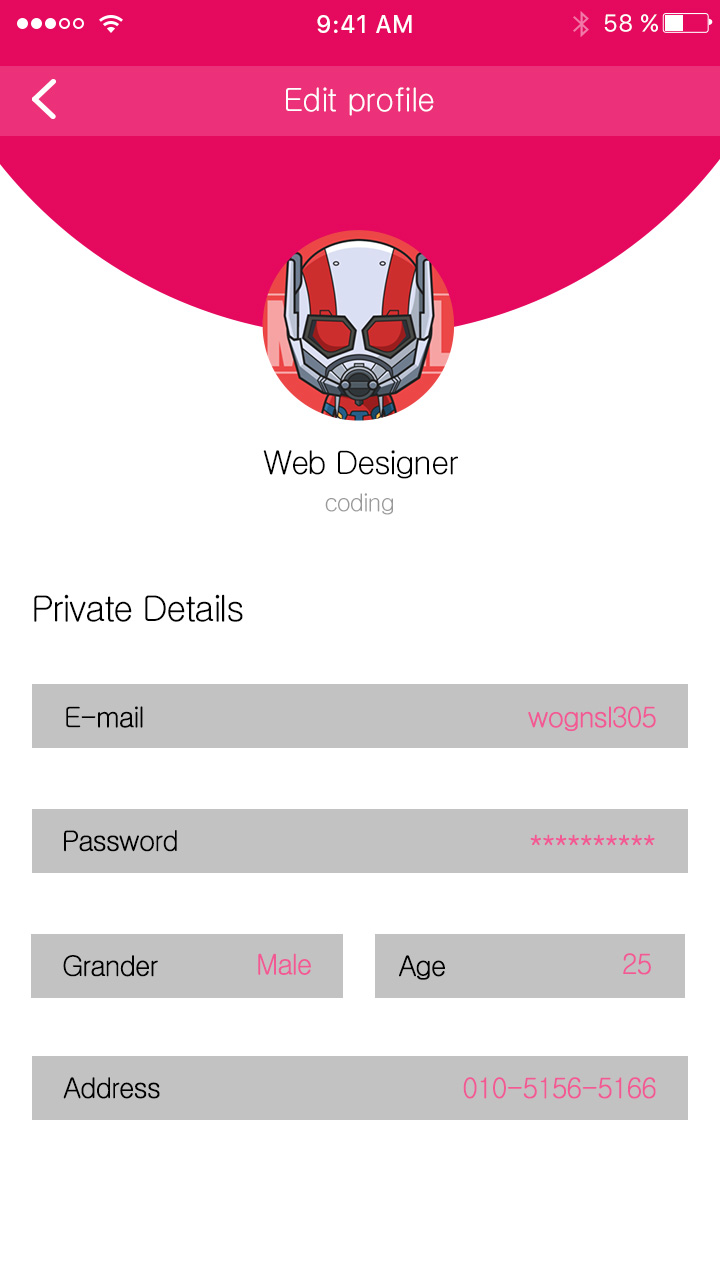 9:41 AM 58 %
Edit profile
Web Designer
coding
Private Details
E-mail wognsl305
Password **********
Grander Male Age 25
Address 010-5156-5166